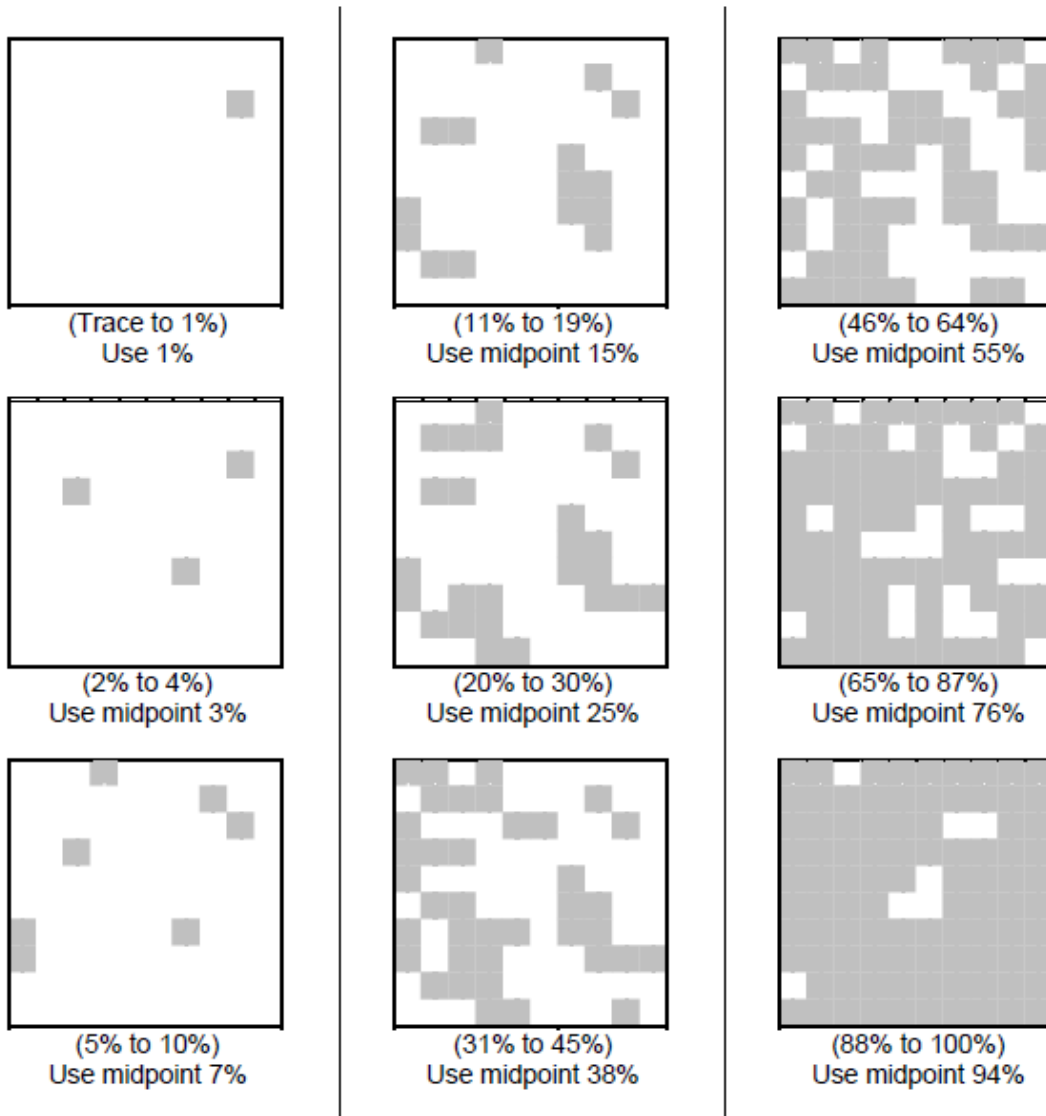 (Trace to 1%)
Use 1%
(2% to 4%)
Use midpoint 3%
(5% to 10%)
Use midpoint 7%
(11% to 19%)
Use midpoint 15%
(20% to 30%)
Use midpoint 25%
(31% to 45%)
Use midpoint 38%
(46% to 64%)
Use midpoint 55%
(65% to 87%)
Use midpoint 76%
(88% to 100%)
Use midpoint 94%